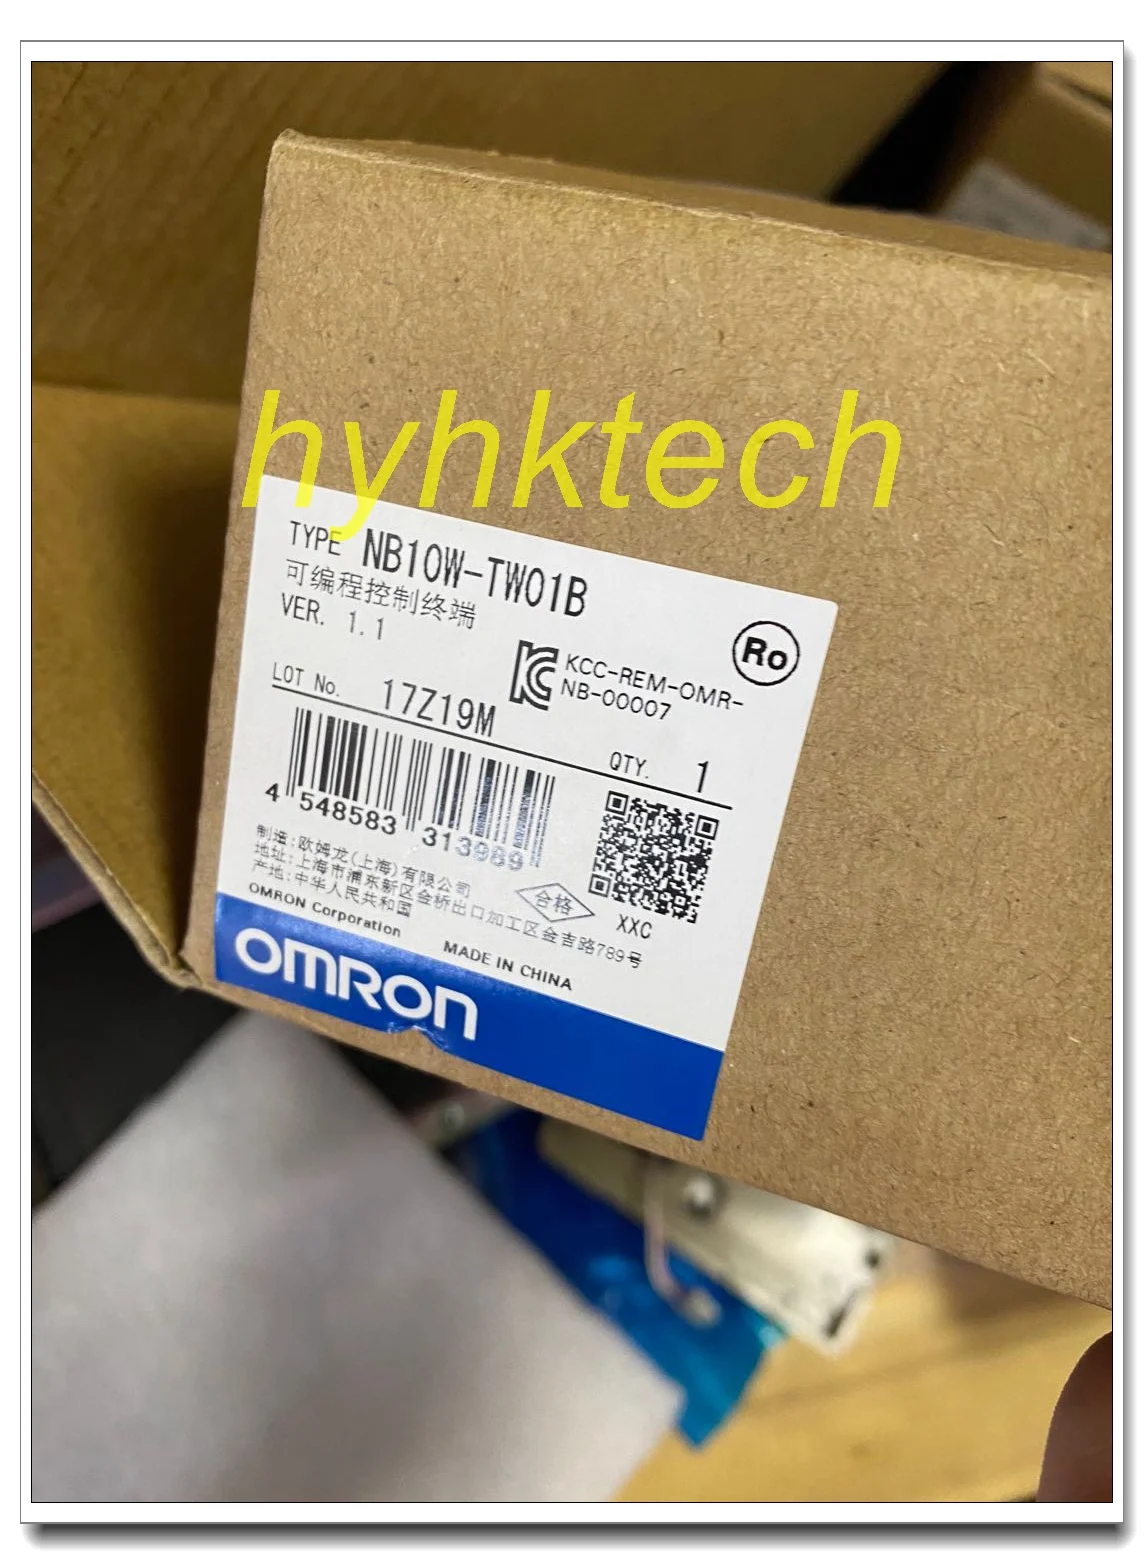 hyhktech
TYPE NB10W-TW01B
可编程控制终端
VER. 1.1
Ro
KCC-REM-OMR-
NB-00007
LOT No. 17Z19M
QTY. 1
4 548583 313989
制造:欧姆龙(上海)有限公司
地址:上海市浦东新区金桥出口加工区金吉路789号
产地:中华人民共和国
合格
XXC
OMRON Corporation
MADE IN CHINA
OMRON